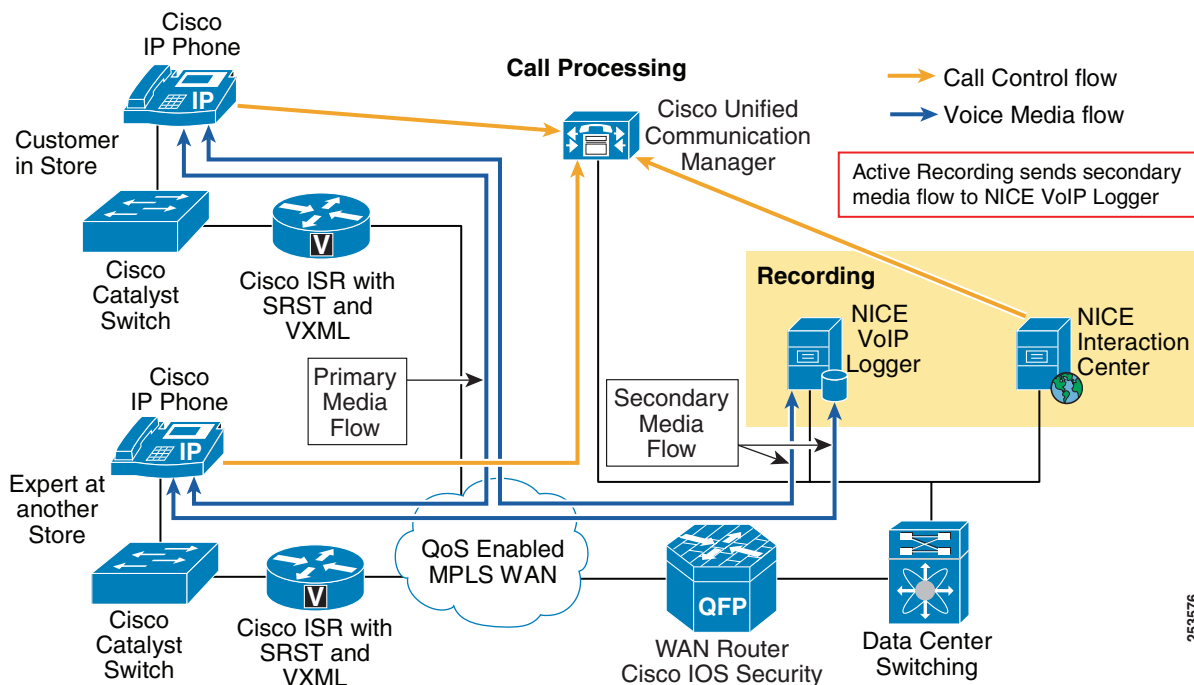 Cisco
IP Phone
IP
Customer
in Store
Cisco
Catalyst
Switch
V
Cisco ISR with
SRST and
VXML
Call Processing
Cisco Unified
Communication
Manager
Call Control flow
Voice Media flow
Active Recording sends secondary
media flow to NICE VoIP Logger
Recording
NICE
VoIP
Logger
NICE
Interaction
Center
Primary
Media
Flow
Secondary
Media
Flow
Cisco
IP Phone
IP
Expert at
another
Store
Cisco
Catalyst
Switch
V
Cisco ISR with
SRST and
VXML
QoS Enabled
MPLS WAN
QFP
WAN Router
Cisco IOS Security
Data Center
Switching
253576